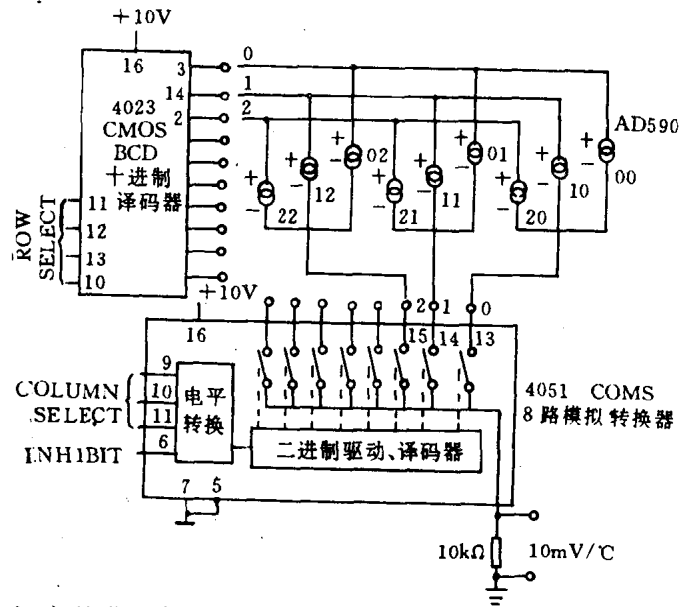 +10V
16
3
0
4023
CMOS
BCD
十进制
译码器
14
1
2
2
AD590
+
-
22
+
-
12
+
-
02
+
-
21
+
-
11
+
-
01
+
-
20
+
-
10
+
-
00
ROW
SELECT
11
12
13
10
+10V
16
2
1
0
15
14
13
COLUMN
SELECT
INH1BIT
9
10
11
6
电平
转换
二进制驱动、译码器
4051 COMS
8路模拟转换器
7
5
10kΩ
10mV/℃